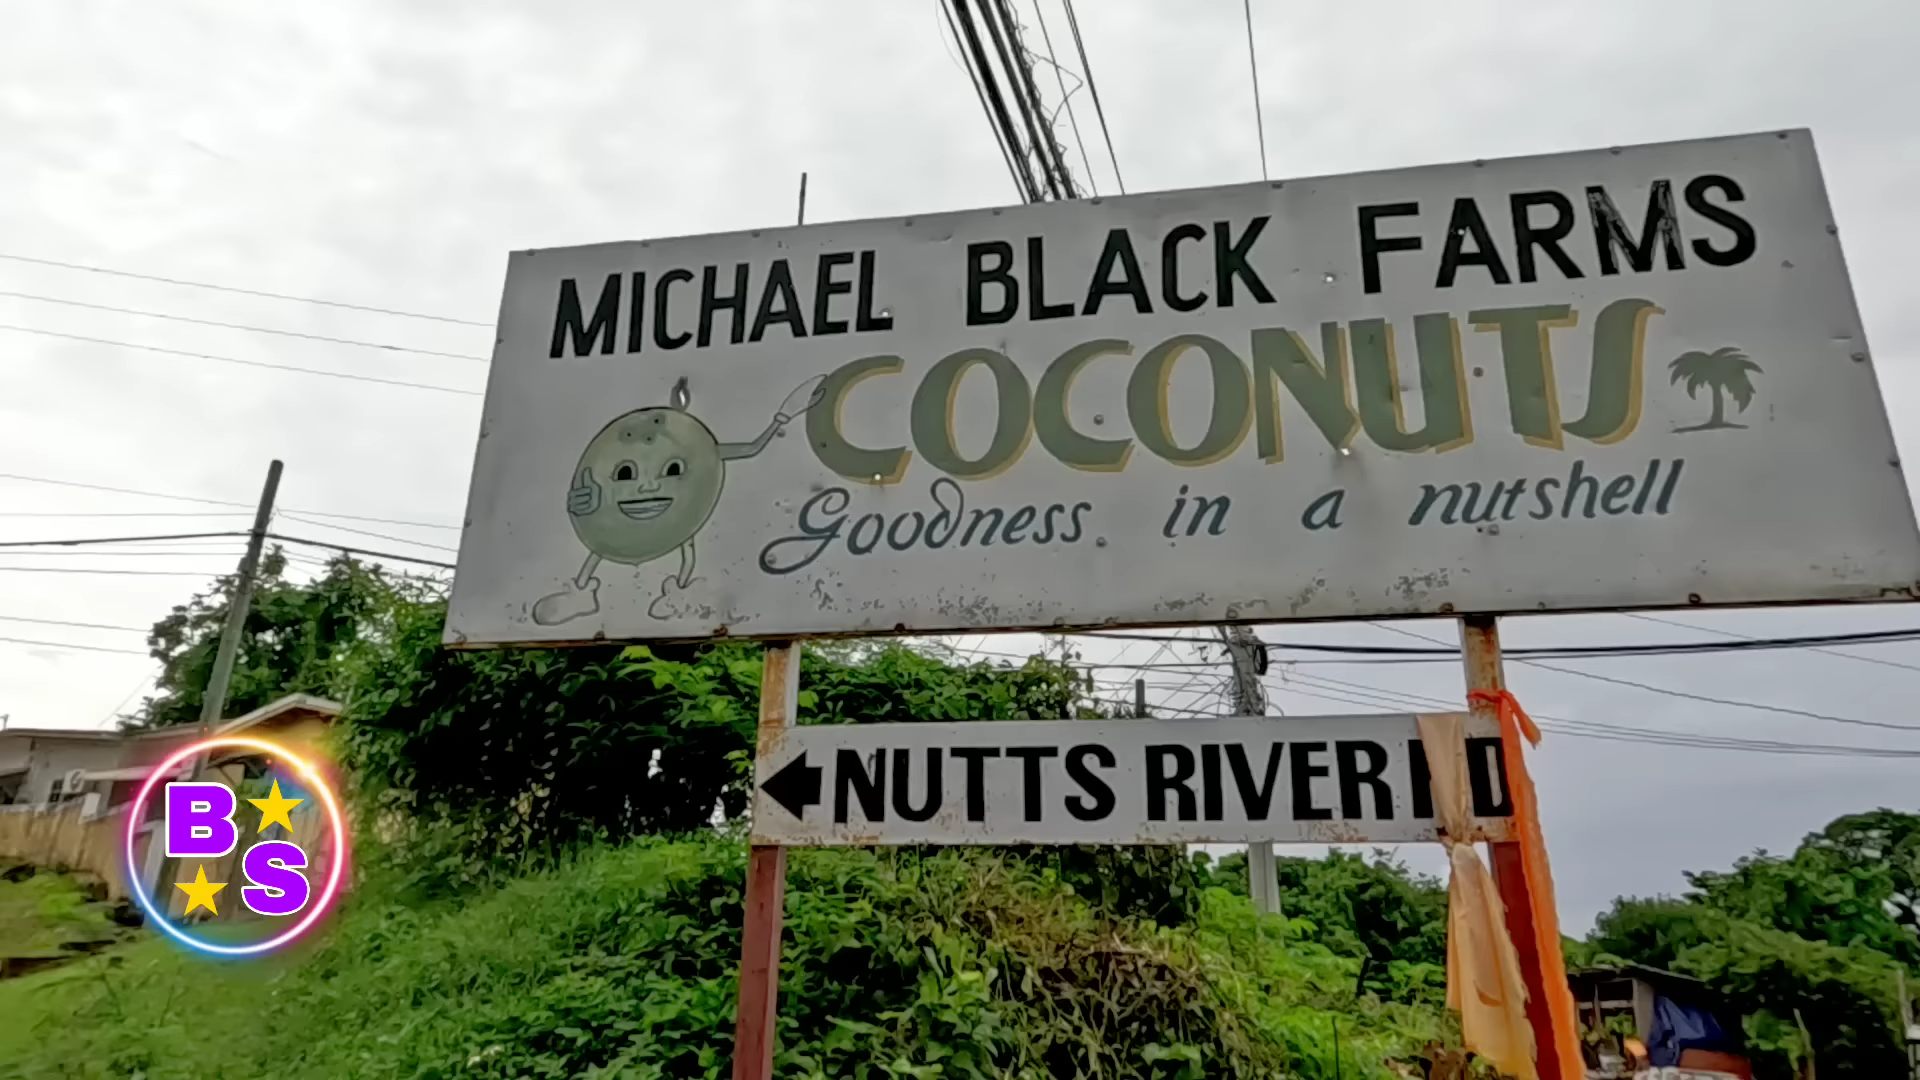 MICHAEL BLACK FARMS
COCONUTS
Goodness in a nutshell
NUTTS RIVER RD
B
S